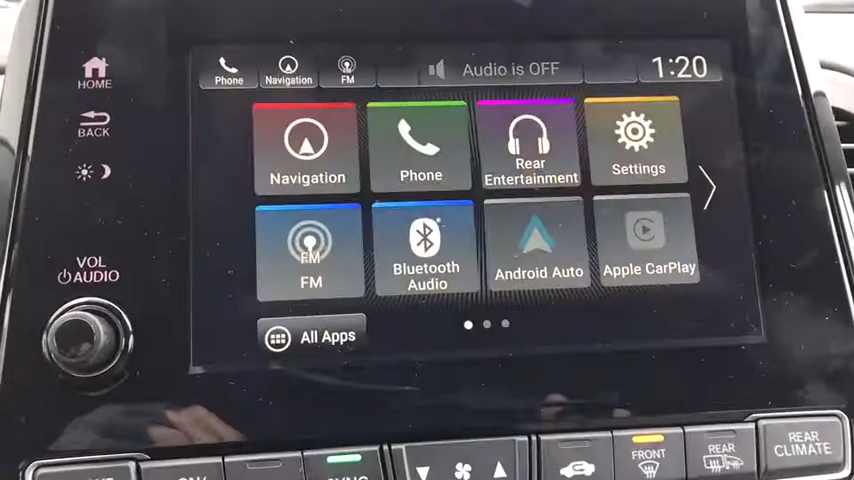 HOME
BACK
VOL
AUDIO
Phone Navigation FM Audio is OFF 1:20
Navigation Phone Rear Settings
Entertainment
FM
FM Bluetooth Android Auto Apple CarPlay
Audio
All Apps
SYNC FRONT REAR REAR
CLIMATE